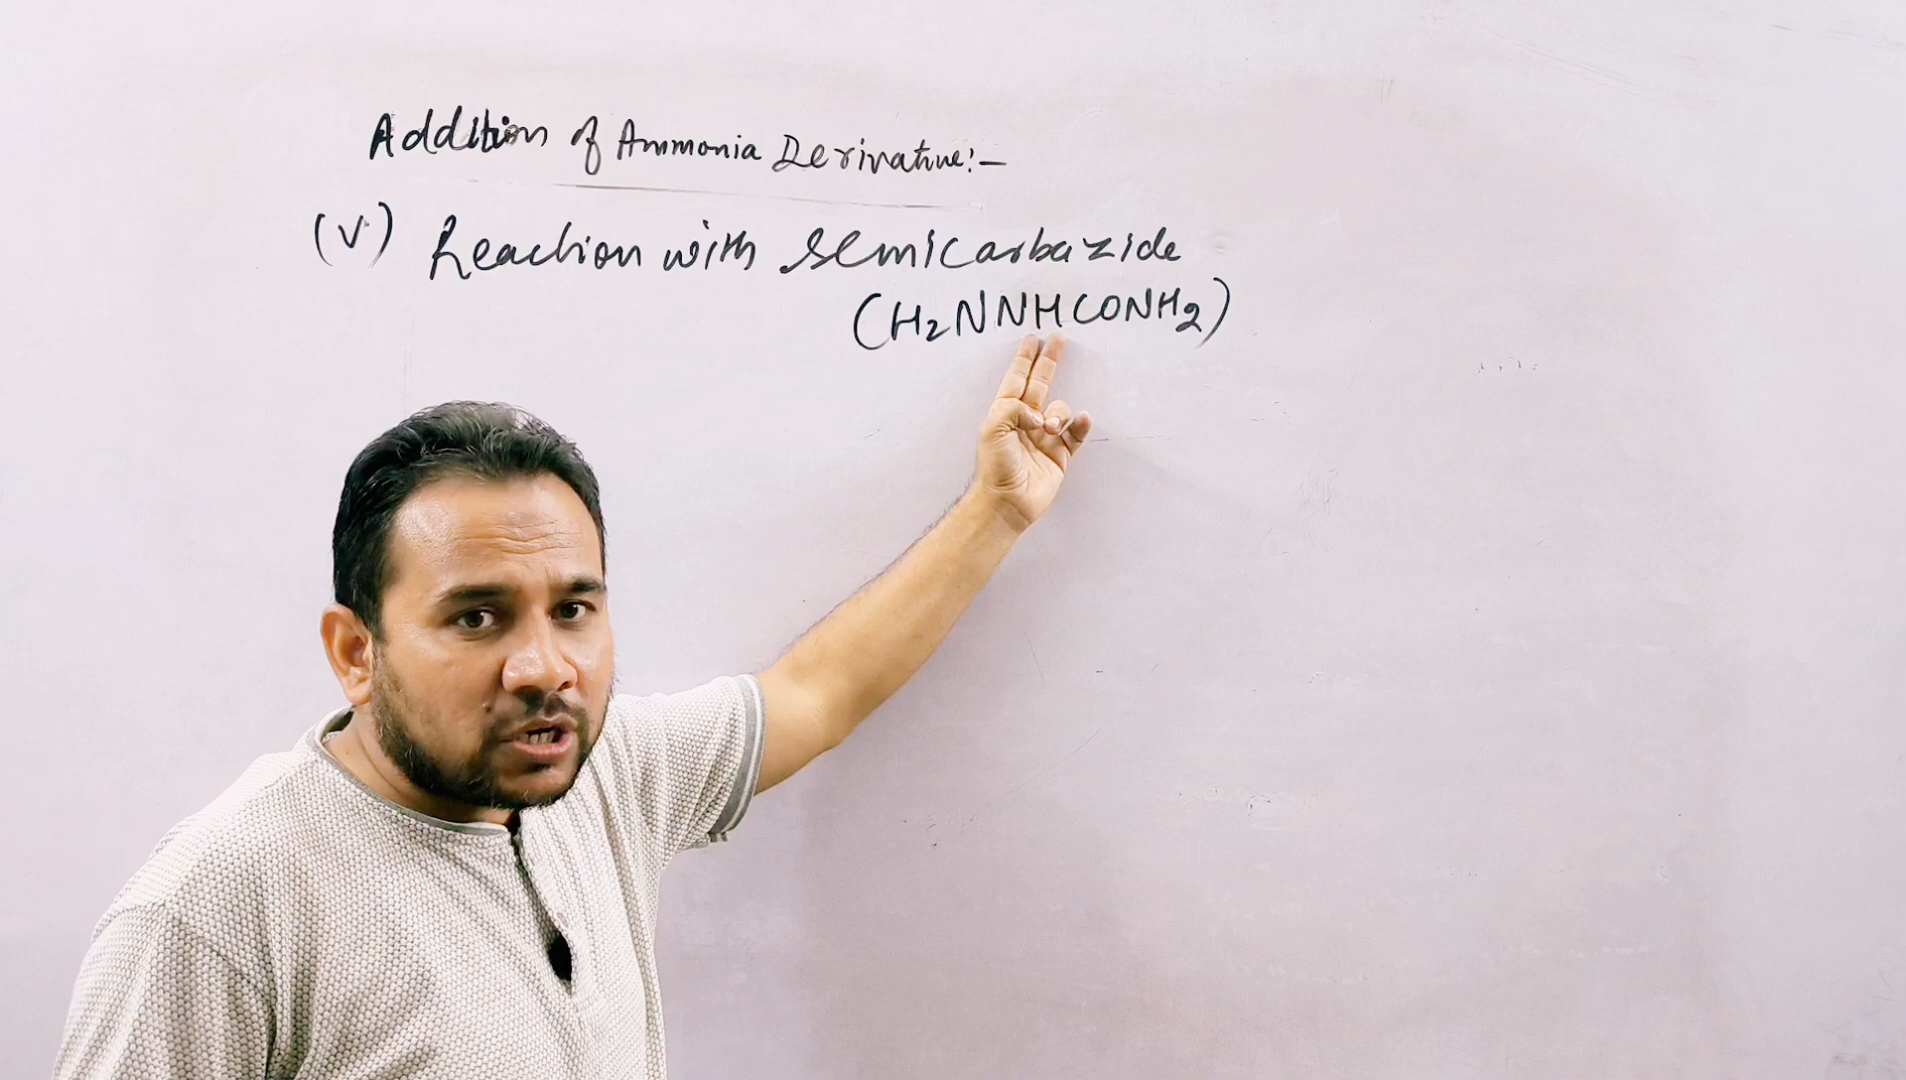 Addition of Ammonia Derivative:-
(V) Reaction with semicarbazide
(H2NNHCONH2)